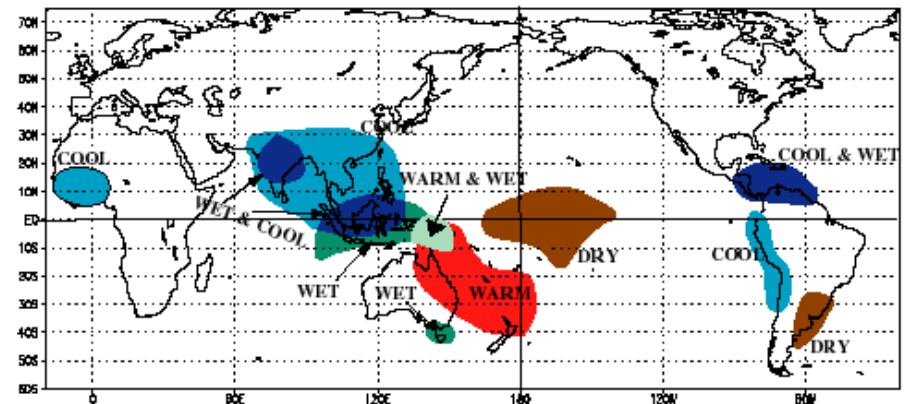 70N
60N
50N
40N
30N
20N
10N
EQ
10S
20S
30S
40S
50S
60S
COOL
COOL
COOL & WET
WARM & WET
WET & COOL
DRY
COOL
WET
WET
WARM
DRY
0
60E
120E
180
120W
60W